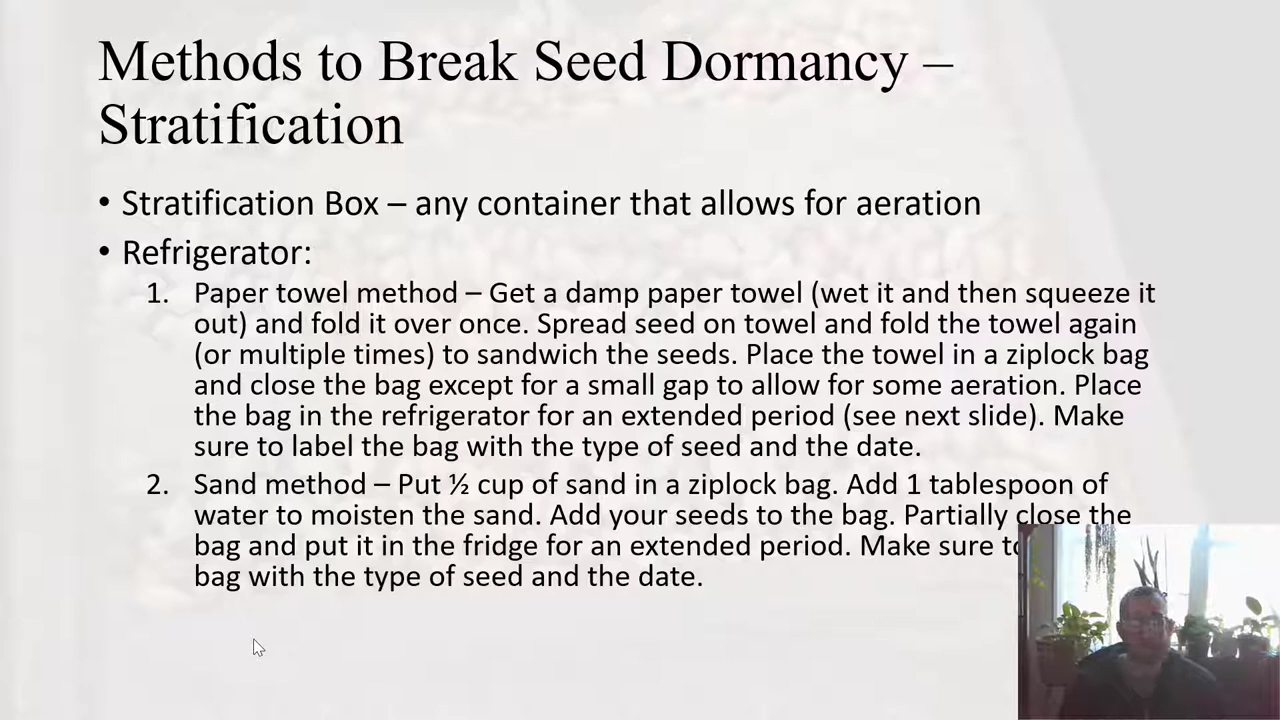 Methods to Break Seed Dormancy –
Stratification
• Stratification Box – any container that allows for aeration
• Refrigerator:
1. Paper towel method – Get a damp paper towel (wet it and then squeeze it
out) and fold it over once. Spread seed on towel and fold the towel again
(or multiple times) to sandwich the seeds. Place the towel in a ziplock bag
and close the bag except for a small gap to allow for some aeration. Place
the bag in the refrigerator for an extended period (see next slide). Make
sure to label the bag with the type of seed and the date.
2. Sand method – Put ½ cup of sand in a ziplock bag. Add 1 tablespoon of
water to moisten the sand. Add your seeds to the bag. Partially close the
bag and put it in the fridge for an extended period. Make sure
bag with the type of seed and the date.